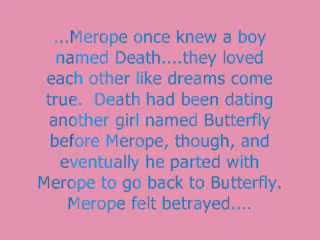 ...Merope once knew a boy
named Death....they loved
each other like dreams come
true.  Death had been dating
another girl named Butterfly
before Merope, though, and
eventually he parted with
Merope to go back to Butterfly.
Merope felt betrayed....